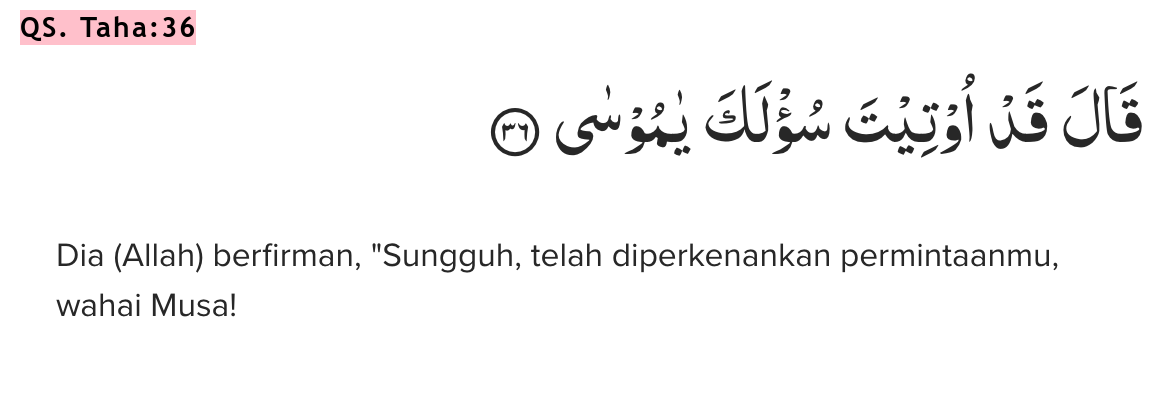 QS. Taha:36
قَالَ قَدْ اُوْتِيْتَ سُؤْلَكَ يٰمُوْسٰى ٣٦
Dia (Allah) berfirman, "Sungguh, telah diperkenankan permintaanmu,
wahai Musa!